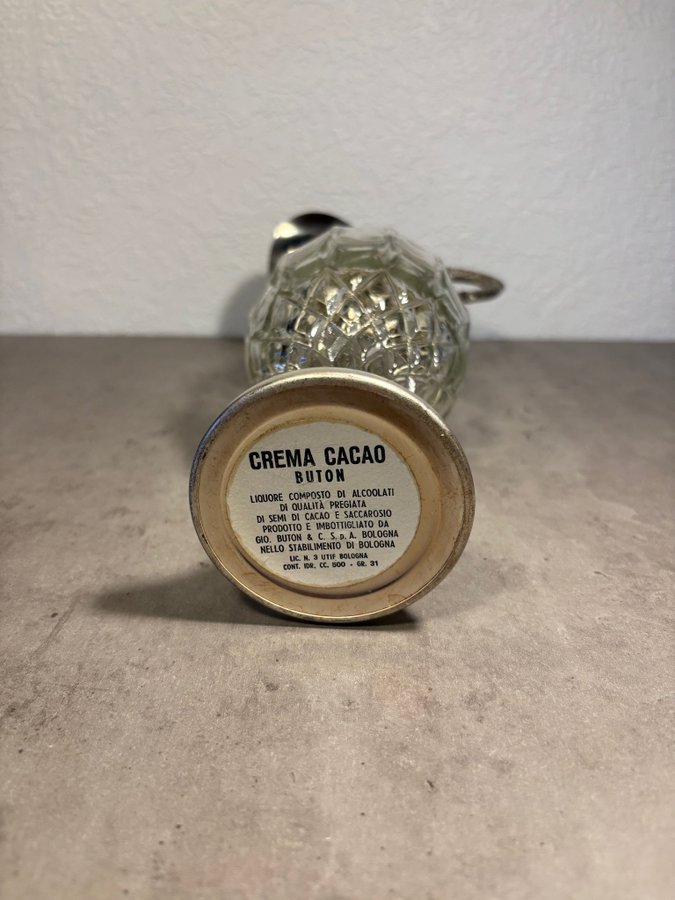 CREMA CACAO
BUTON
LIQUORE COMPOSTO DI ALCOOLATI
DI QUALITÀ PREGIATA
DI SEMI DI CACAO E SACCAROSIO
PRODOTTO E IMBOTTIGLIATO DA
GIO. BUTON & C. S.p.A. BOLOGNA
NELLO STABILIMENTO DI BOLOGNA
LIC. N. 3 UTIF BOLOGNA
CONT. IDR. CC. 500 - GR. 31